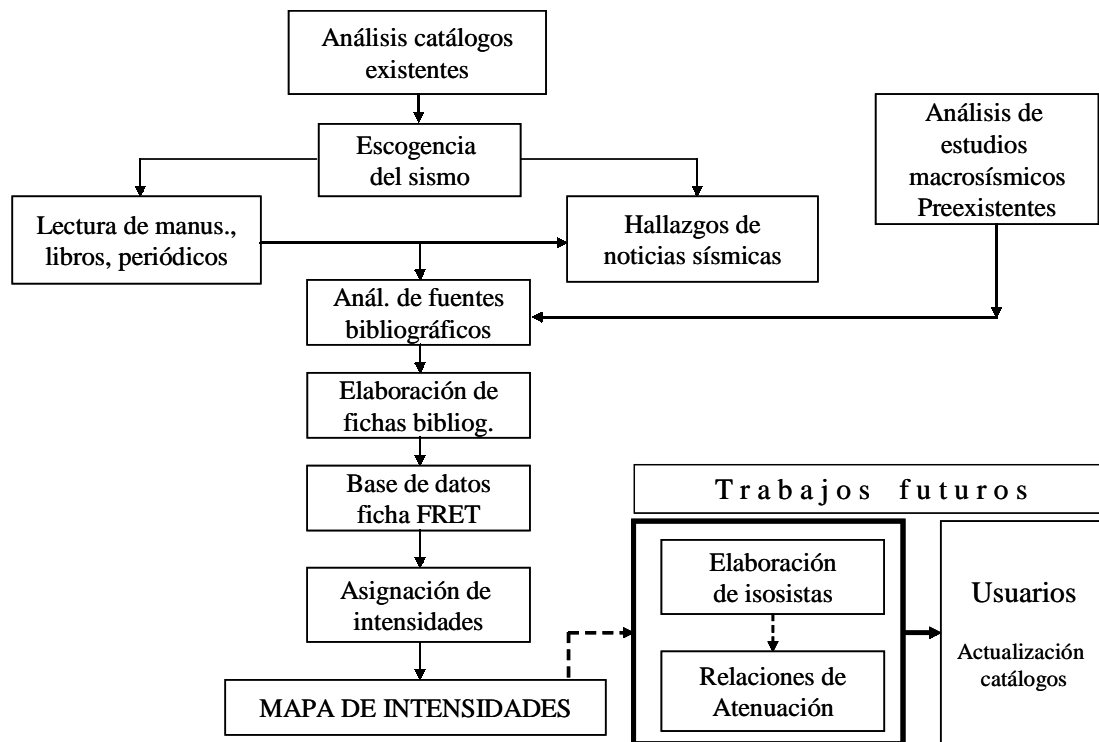 Análisis catálogos
existentes
Análisis de
estudios
macrosísmicos
Preexistentes
Escogencia
del sismo
Lectura de manus.,
libros, periódicos
Hallazgos de
noticias sísmicas
Anál. de fuentes
bibliográficos
Elaboración de
fichas bibliog.
Base de datos
ficha FRET
Trabajos futuros
Asignación de
intensidades
Elaboración
de isosistas
Usuarios
Actualización
catálogos
MAPA DE INTENSIDADES
Relaciones de
Atenuación